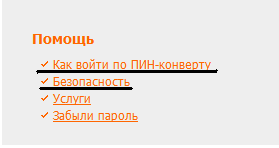 Помощь
Как войти по ПИН-конверту
Безопасность
Услуги
Забыли пароль